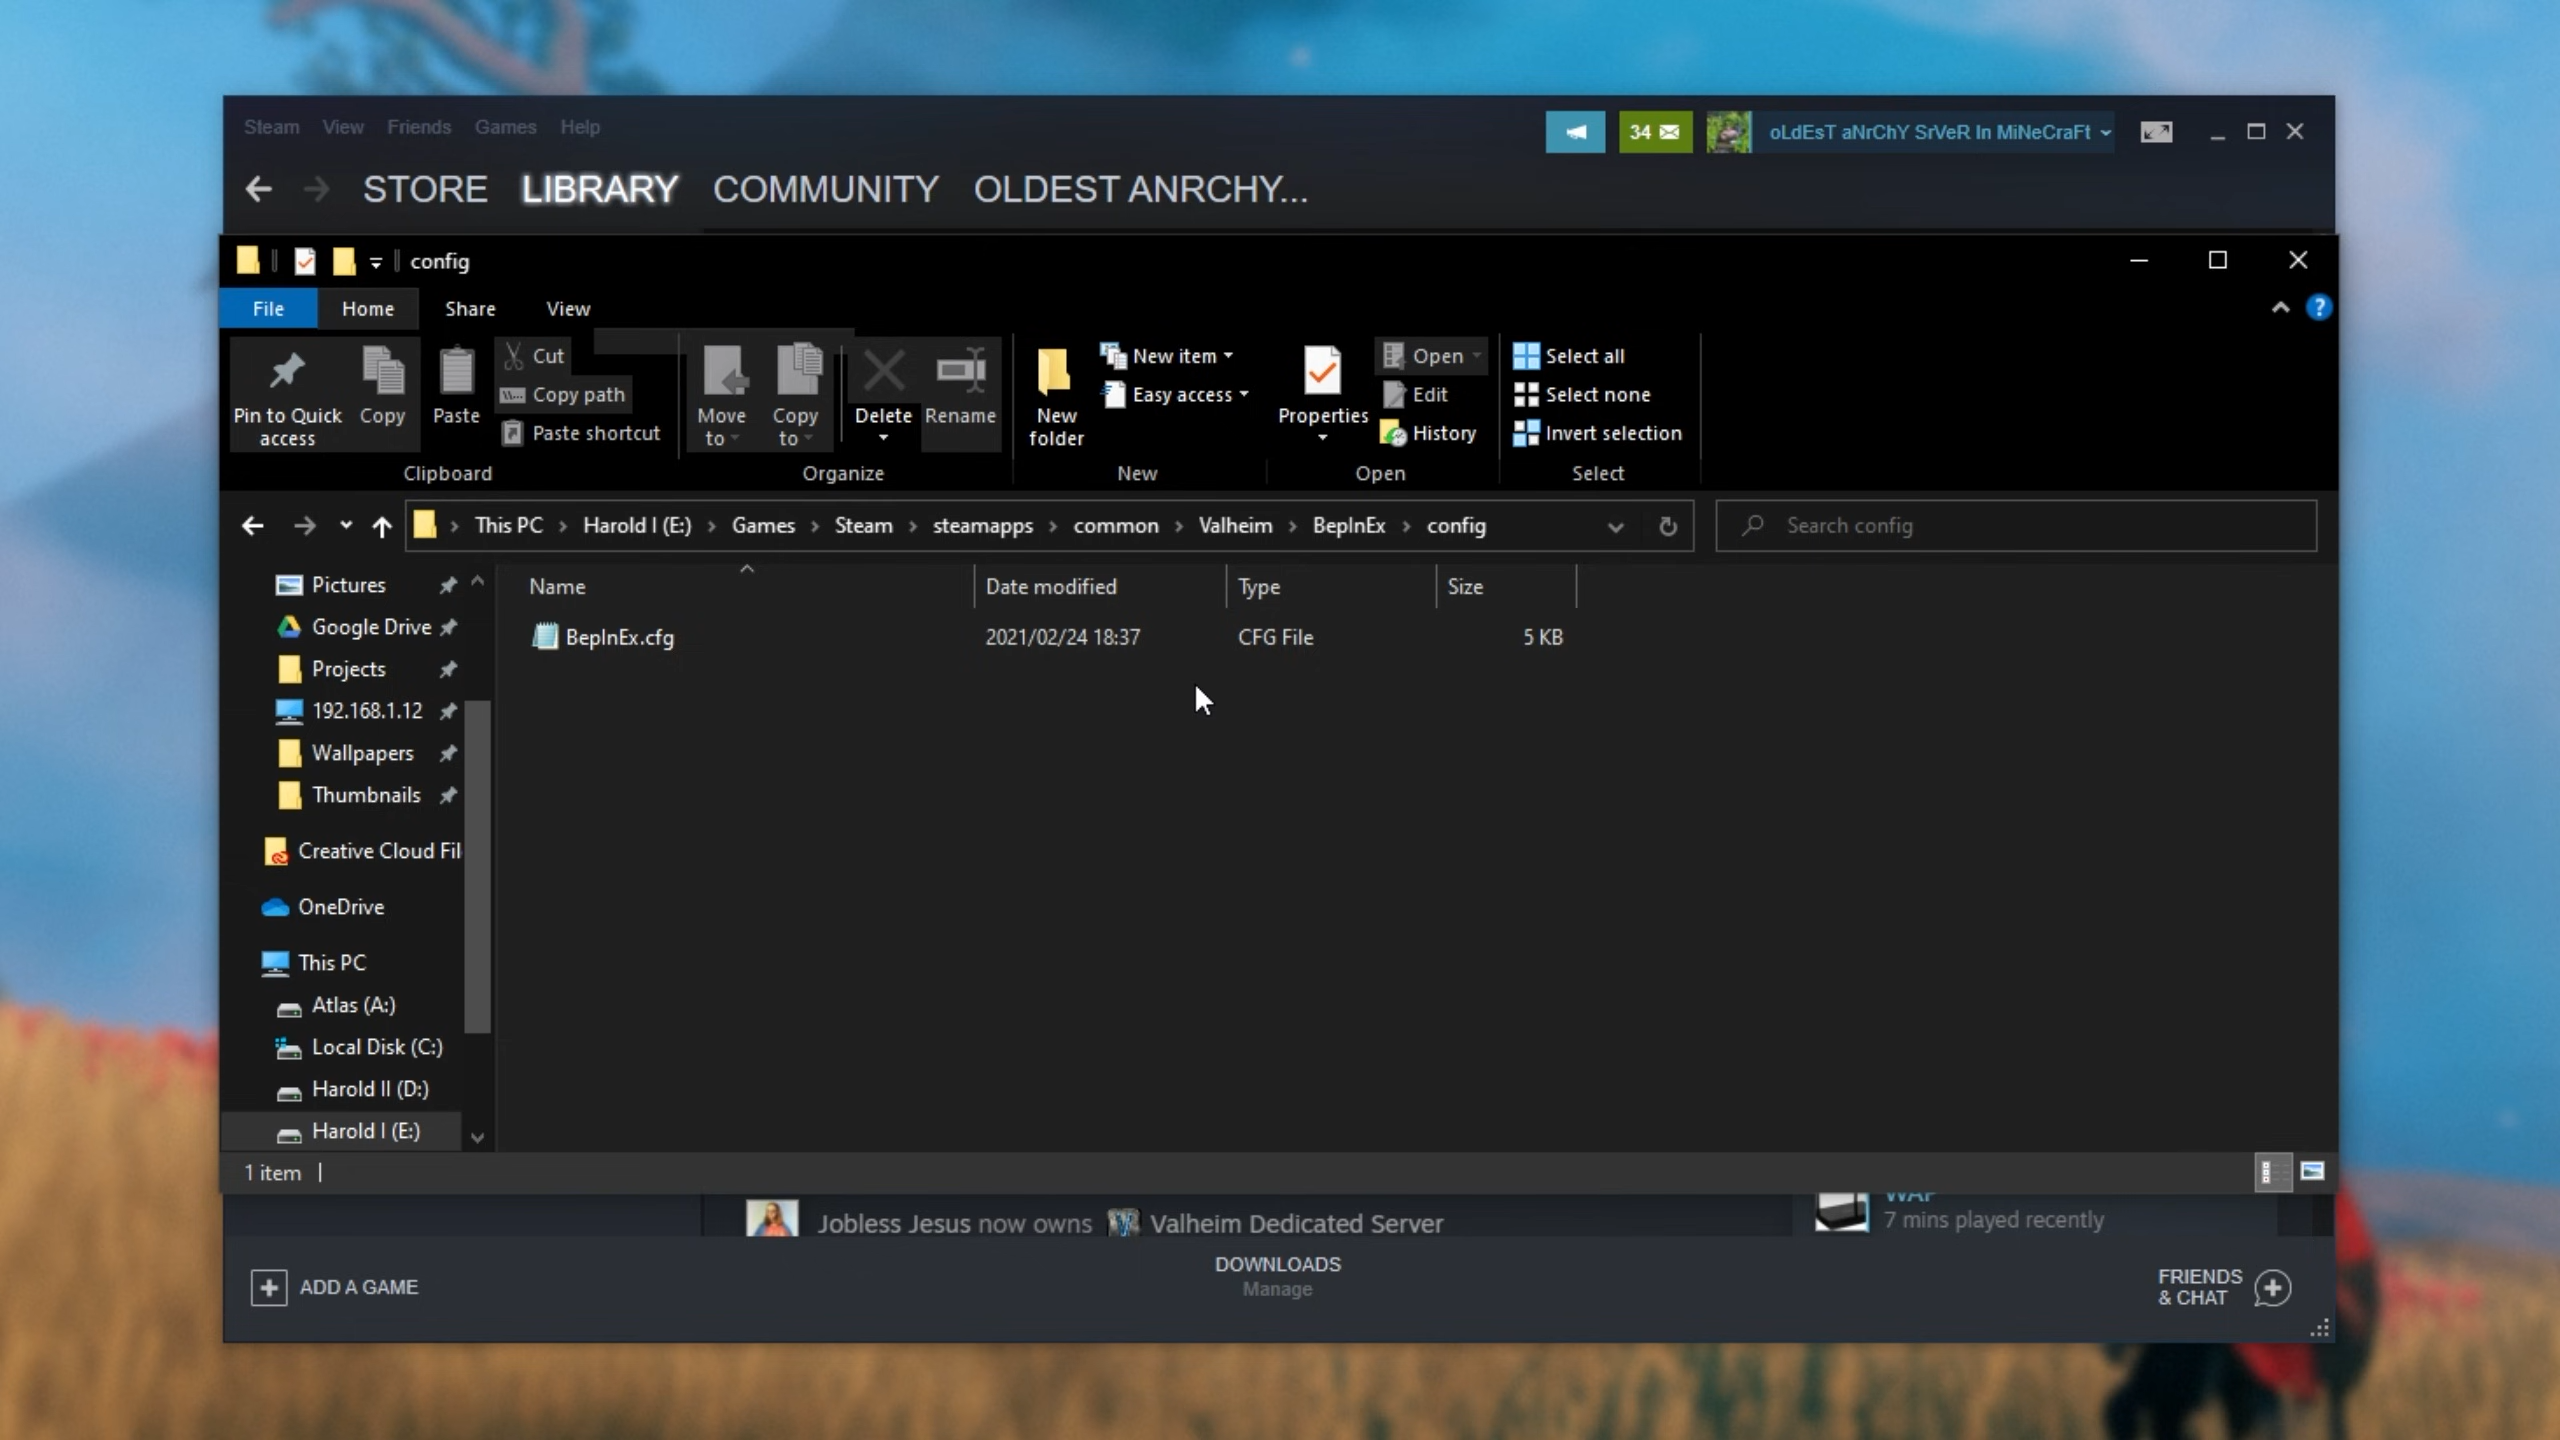 Steam View Friends Games Help
34 oLdEsT aNrChY SrVeR In MiNeCraFt
STORE LIBRARY COMMUNITY OLDEST ANRCHY...
config
File Home Share View
Pin to Quick access
Copy
Paste
Cut
Copy path
Paste shortcut
Move to
Copy to
Delete
Rename
New folder
New item
Easy access
Properties
Open
Edit
History
Select all
Select none
Invert selection
Clipboard Organize New Open Select
This PC > Harold I (E:) > Games > Steam > steamapps > common > Valheim > BepInEx > config
Search config
Name Date modified Type Size
BepInEx.cfg 2021/02/24 18:37 CFG File 5 KB
Pictures
Google Drive
Projects
192.168.1.12
Wallpapers
Thumbnails
Creative Cloud Fil
OneDrive
This PC
Atlas (A:)
Local Disk (C:)
Harold II (D:)
Harold I (E:)
1 item
Jobless Jesus now owns Valheim Dedicated Server
WAP
7 mins played recently
ADD A GAME
DOWNLOADS
Manage
FRIENDS
& CHAT